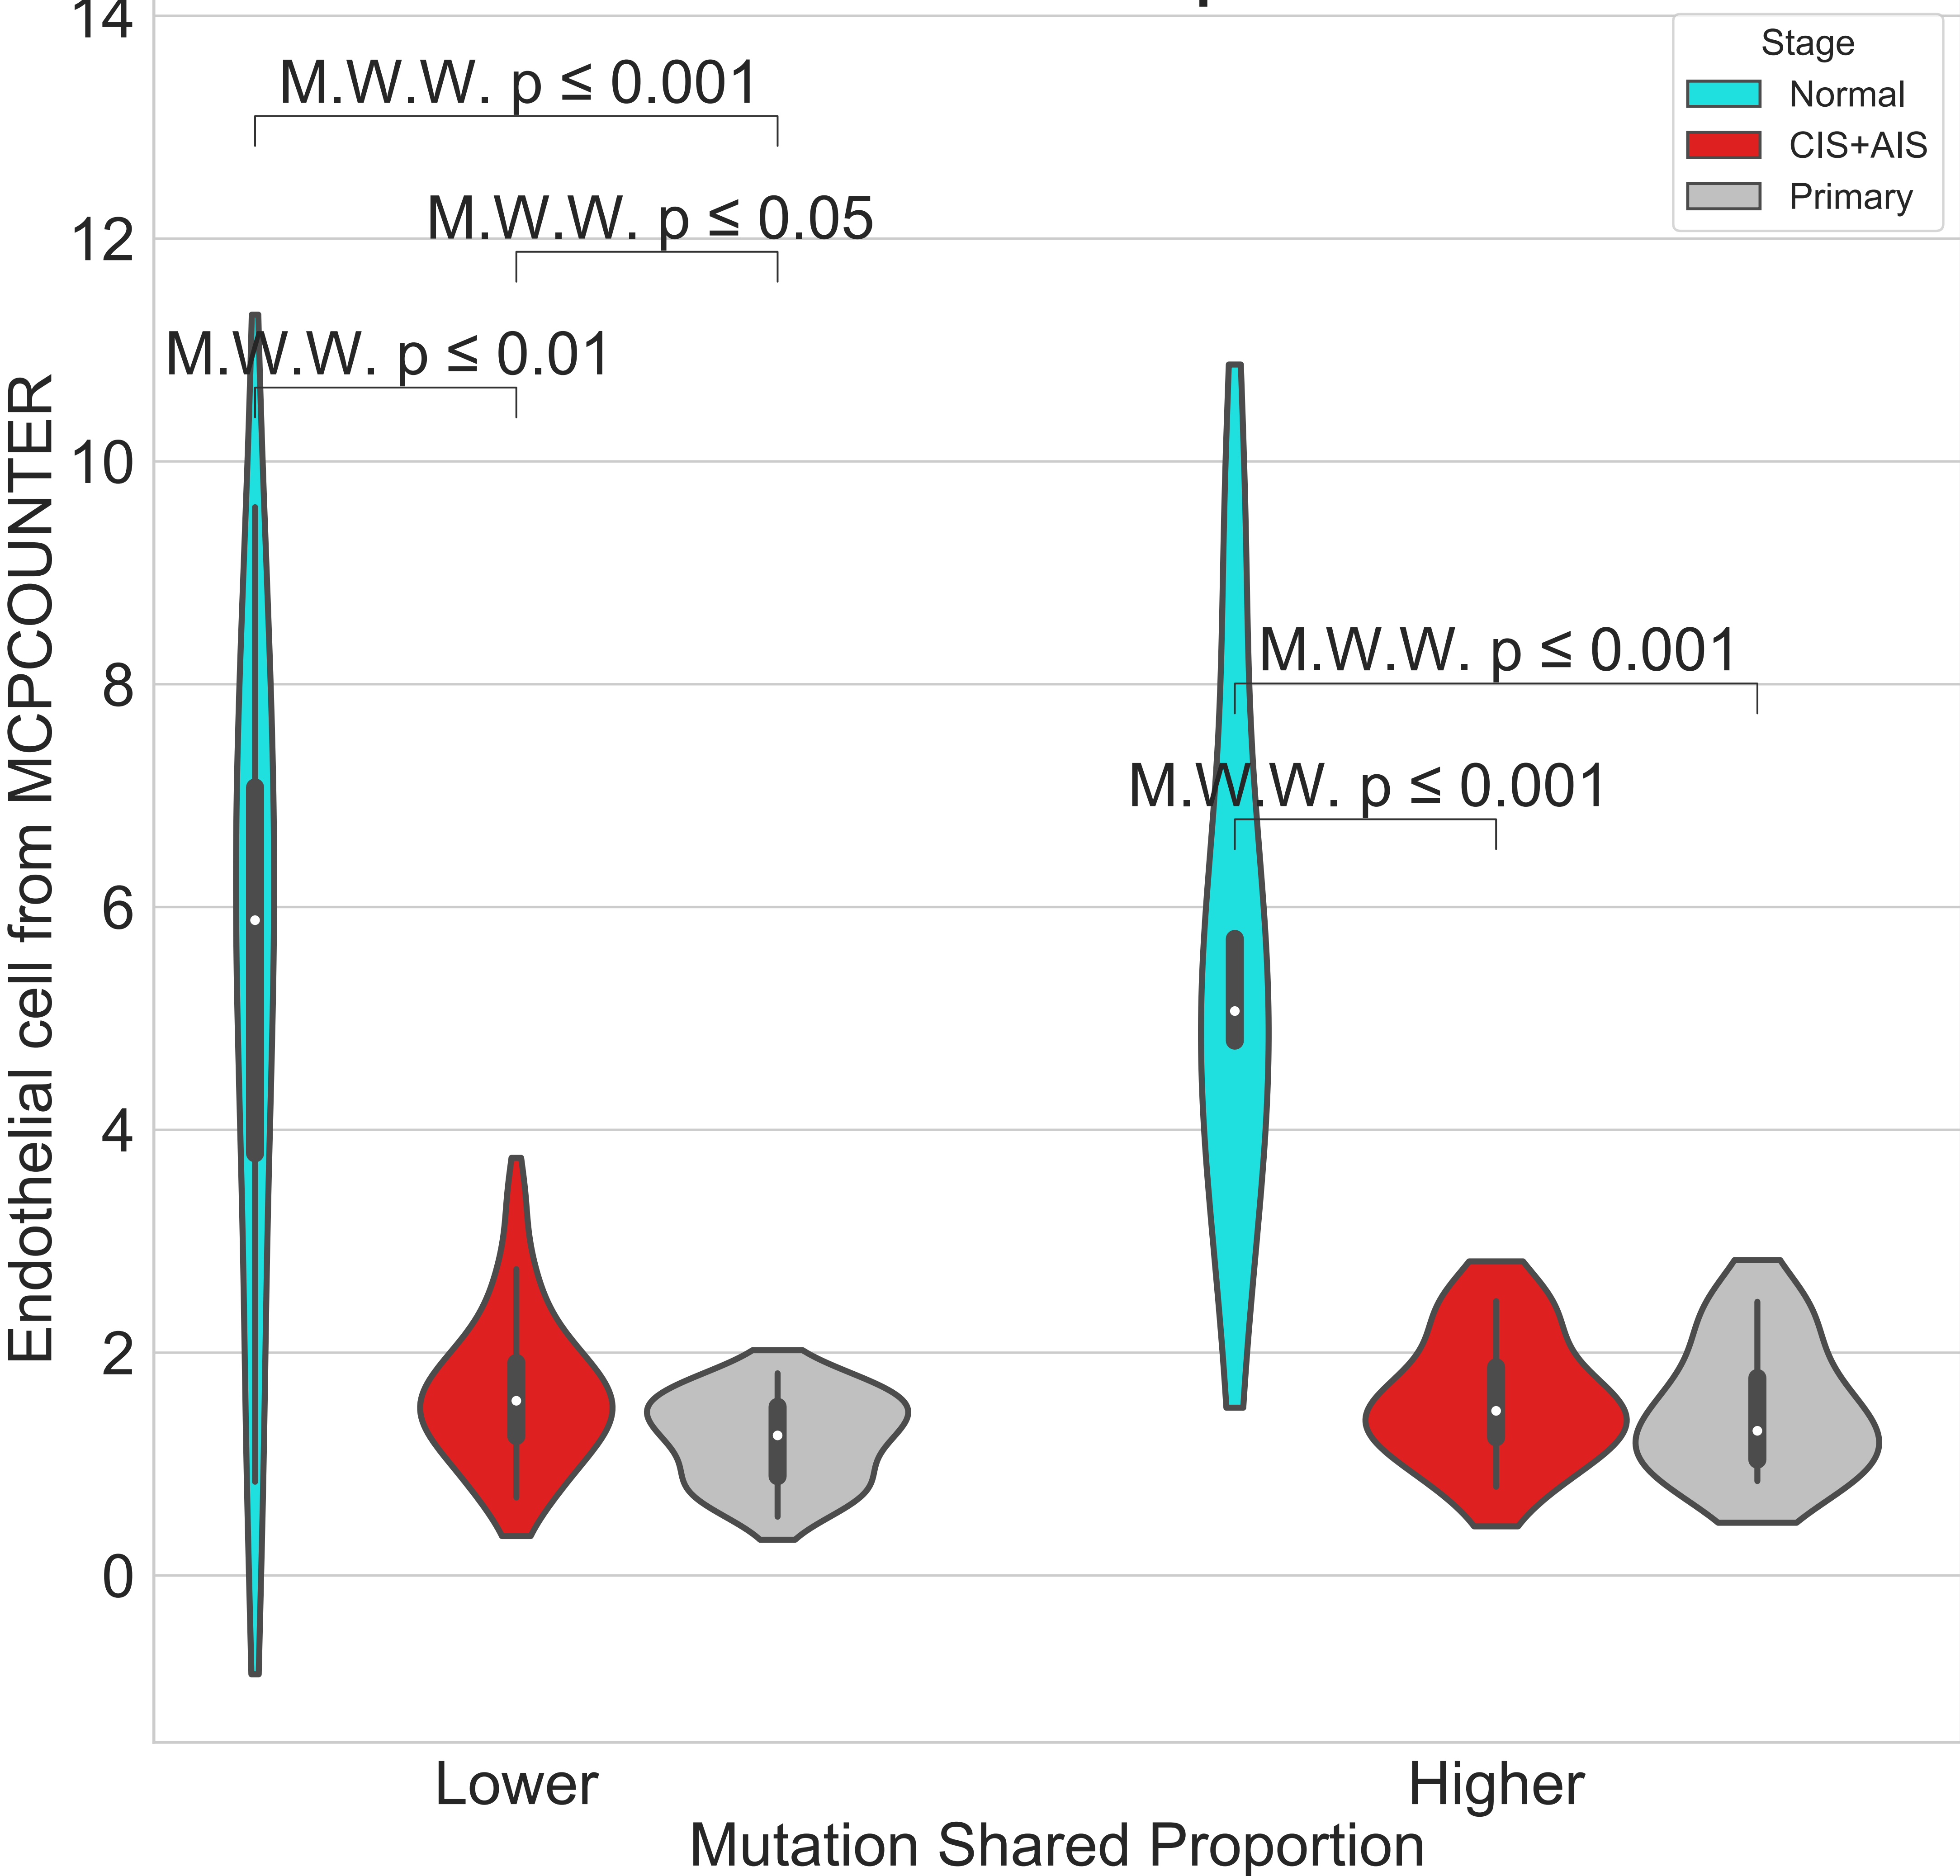 14
12
10
8
6
4
2
0
Endothelial cell from MCPCOUNTER
M.W.W. p ≤ 0.001
M.W.W. p ≤ 0.05
M.W.W. p ≤ 0.01
M.W.W. p ≤ 0.001
M.W.W. p ≤ 0.001
Stage
Normal
CIS+AIS
Primary
Lower
Higher
Mutation Shared Proportion